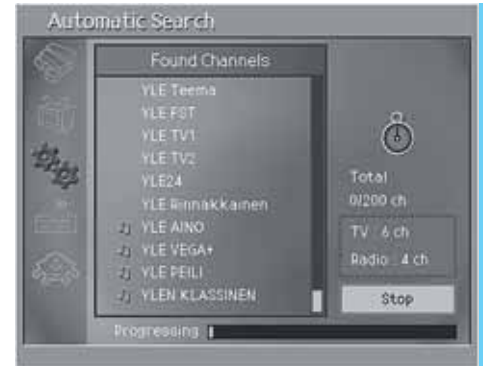 Automatic Search
Found Channels
YLE Teema
YLE FST
YLE TV1
YLE TV2
YLE24
YLE Rinnakkainen
YLE AINO
YLE VEGA+
YLE PEILI
YLEN KLASSINEN
Total
0/200 ch
TV : 6 ch
Radio : 4 ch
Stop
Progressing